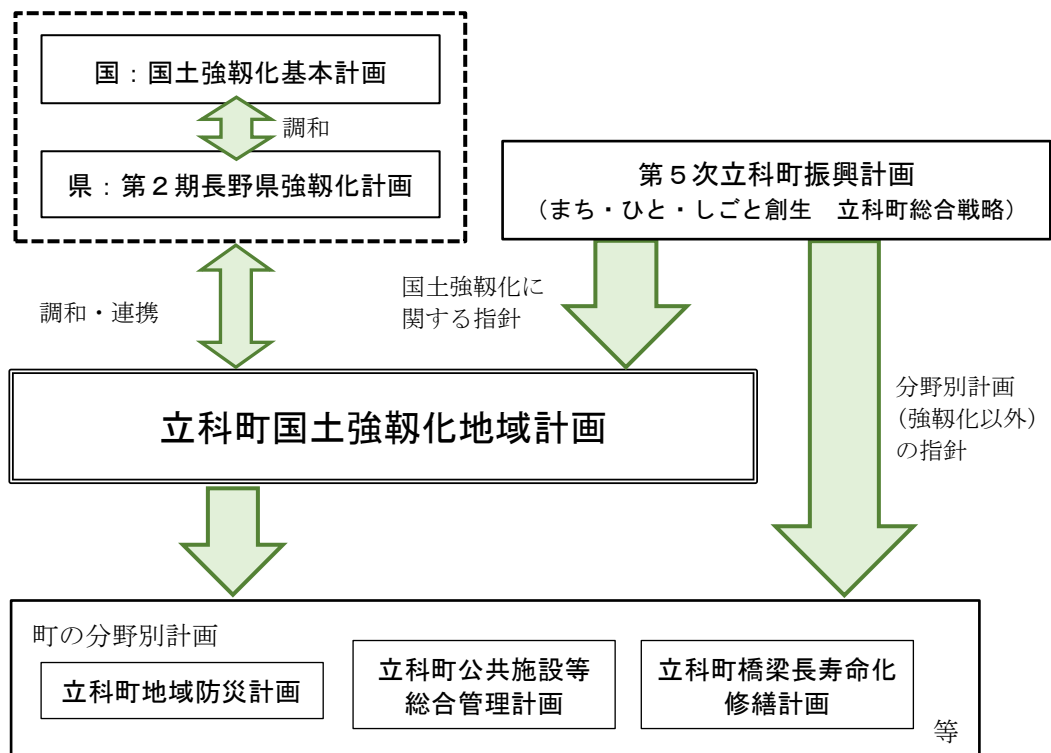 国：国土強靱化基本計画
調和
県：第２期長野県強靱化計画
第５次立科町振興計画
（まち・ひと・しごと創生　立科町総合戦略）
調和・連携
国土強靱化に
関する指針
立科町国土強靱化地域計画
分野別計画
（強靱化以外）
の指針
町の分野別計画
立科町地域防災計画
立科町公共施設等
総合管理計画
立科町橋梁長寿命化
修繕計画
等